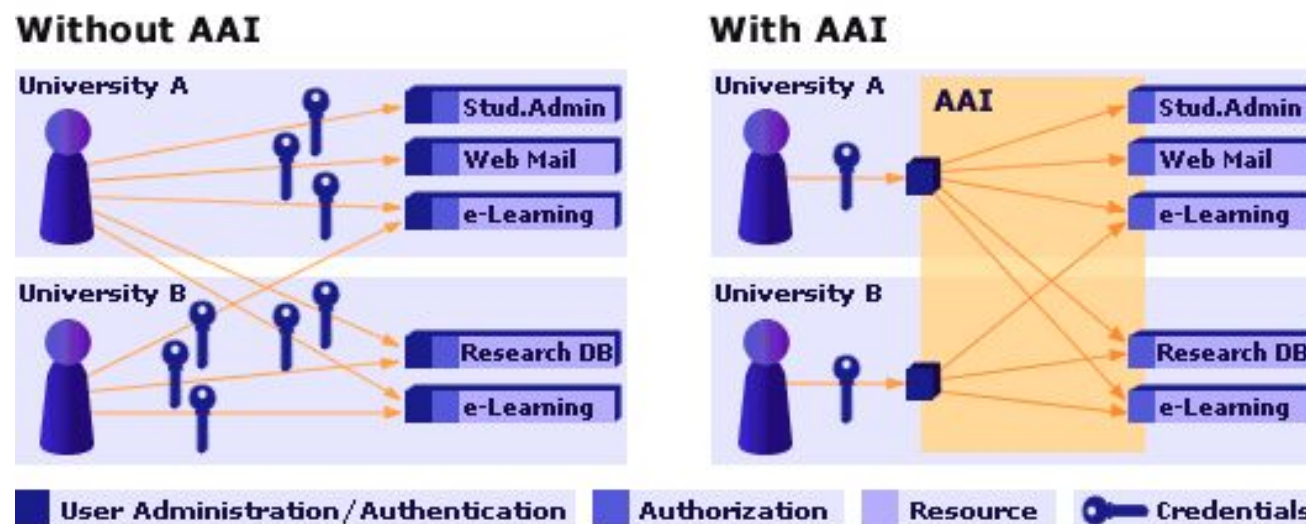 Without AAI
University A
Stud.Admin
Web Mail
e-Learning
University B
Research DB
e-Learning
With AAI
University A
AAI
Stud.Admin
Web Mail
e-Learning
University B
Research DB
e-Learning
User Administration/Authentication
Authorization
Resource
Credentials